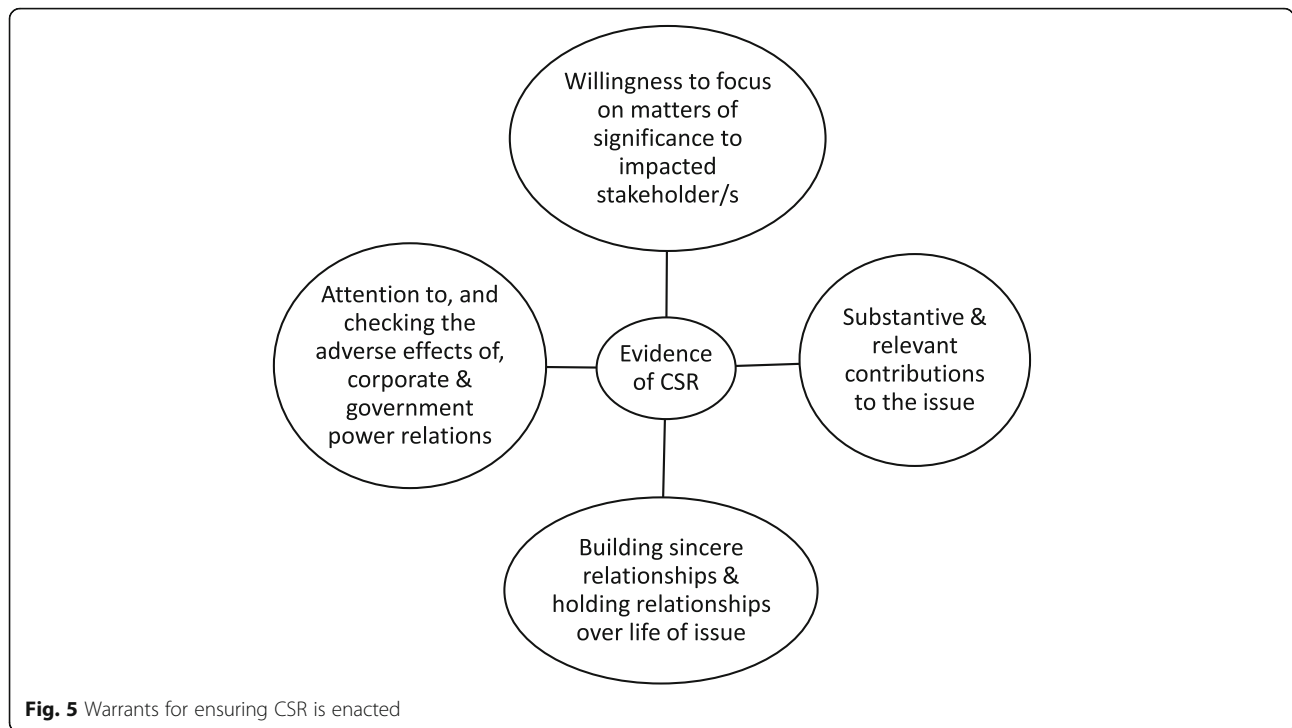 Willingness to focus
on matters of
significance to
impacted
stakeholder/s
Attention to, and
checking the
adverse effects of,
corporate &
government
power relations
Evidence
of CSR
Substantive &
relevant
contributions
to the issue
Building sincere
relationships &
holding relationships
over life of issue
Fig. 5 Warrants for ensuring CSR is enacted